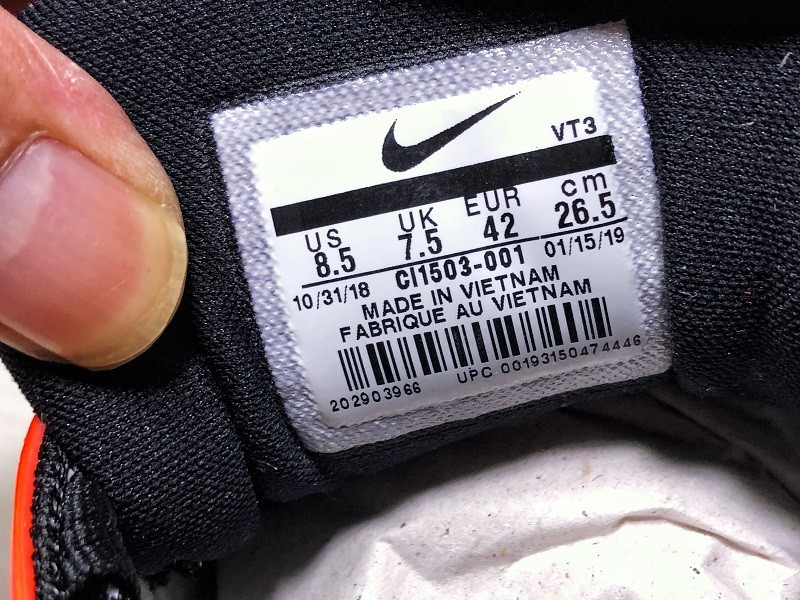 VT3
US UK EUR cm
8.5 7.5 42 26.5
10/31/18 CI1503-001 01/15/19
MADE IN VIETNAM
FABRIQUE AU VIETNAM
202903966 UPC 00193150474446